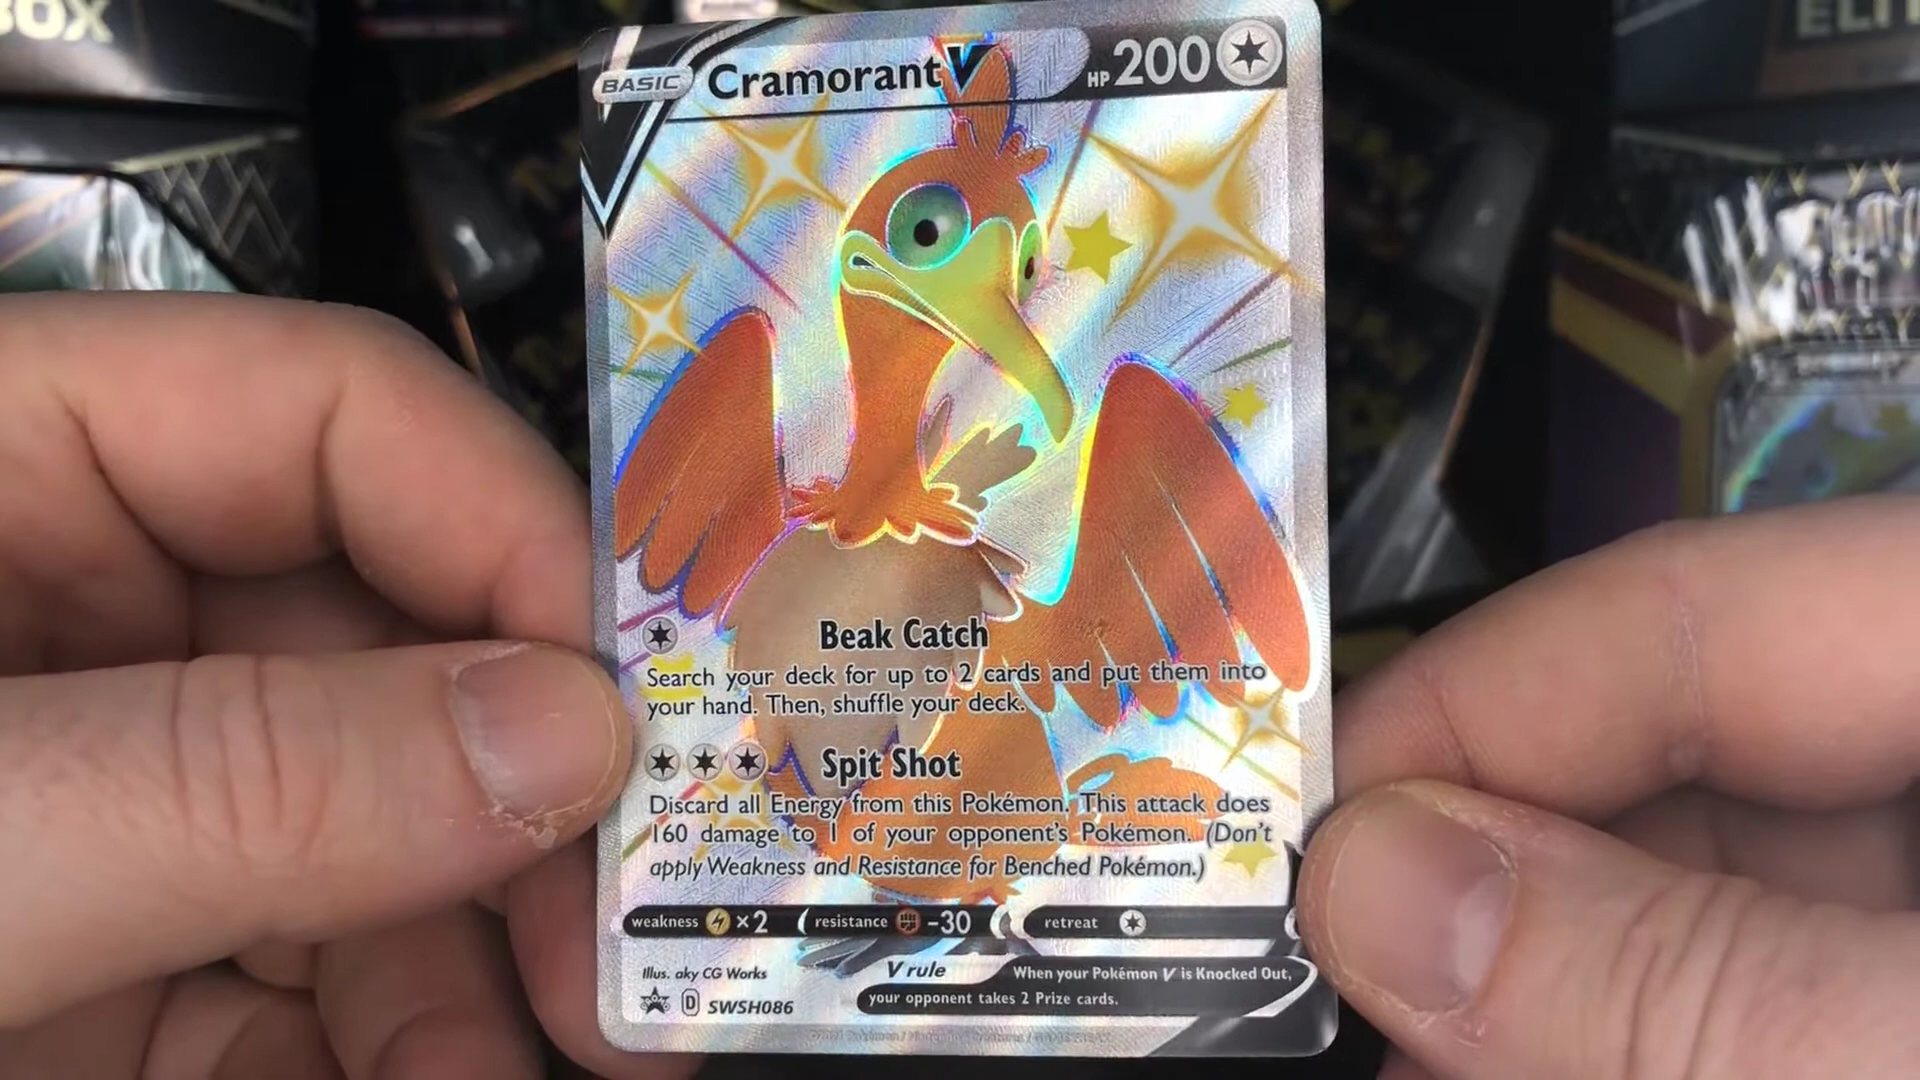 BOX
ELIT
BASIC Cramorant V HP 200
Beak Catch
Search your deck for up to 2 cards and put them into
your hand. Then, shuffle your deck.
Spit Shot
Discard all Energy from this Pokémon. This attack does
160 damage to 1 of your opponent's Pokémon. (Don't
apply Weakness and Resistance for Benched Pokémon.)
weakness ×2 resistance -30 retreat
Illus. aky CG Works
V rule When your Pokémon V is Knocked Out,
your opponent takes 2 Prize cards.
D SWSH086